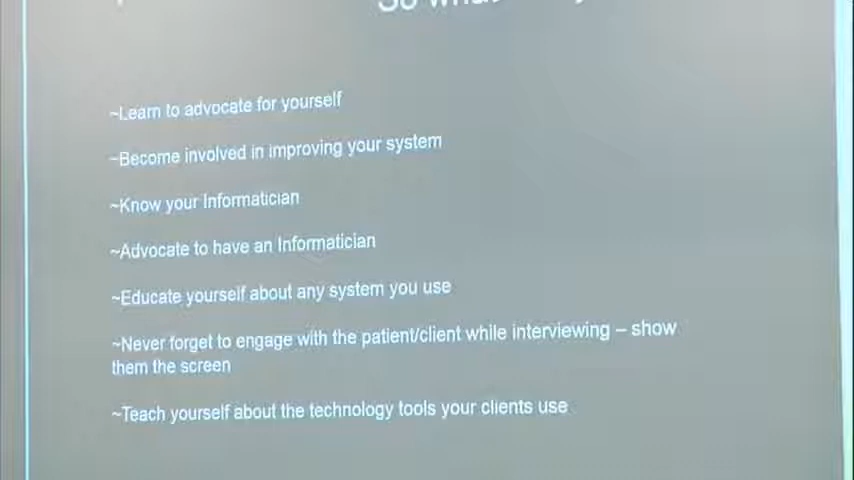 So
~Learn to advocate for yourself
~Become involved in improving your system
~Know your Informatician
~Advocate to have an Informatician
~Educate yourself about any system you use
~Never forget to engage with the patient/client while interviewing – show
them the screen
~Teach yourself about the technology tools your clients use